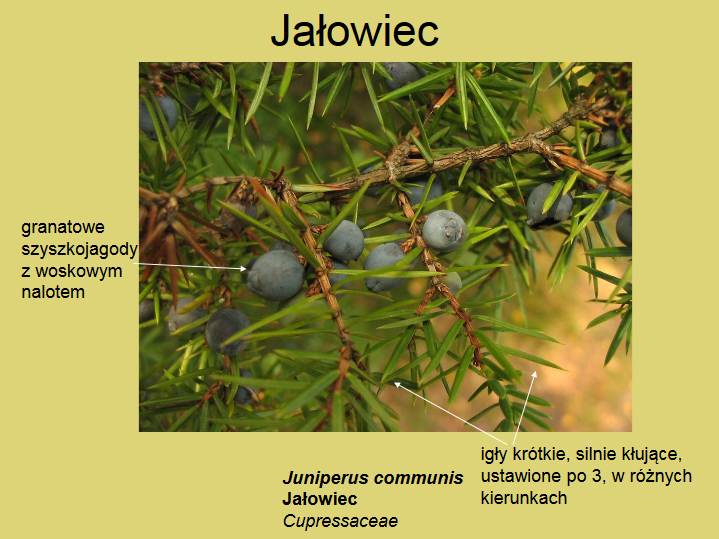 Jałowiec
granatowe
szyszkojagody
z woskowym
nalotem
igły krótkie, silnie kłujące,
ustawione po 3, w różnych
kierunkach
Juniperus communis
Jałowiec
Cupressaceae